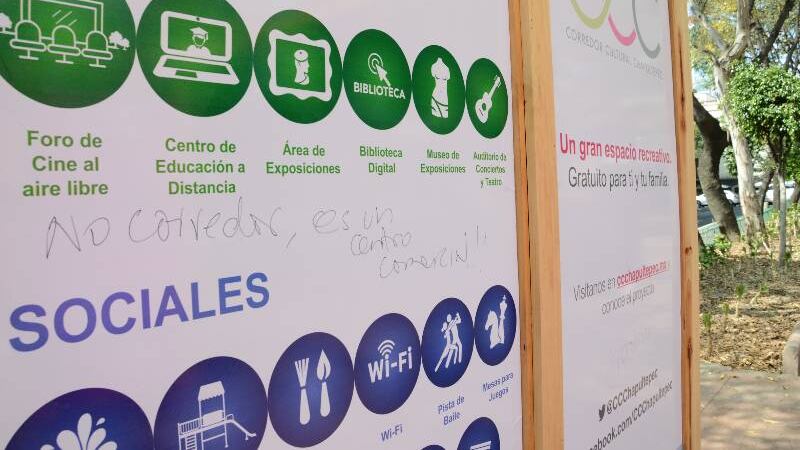 BIBLIOTECA
Foro de
Cine al
aire libre
Centro de
Educación a
Distancia
Área de
Exposiciones
Biblioteca
Digital
Museo de
Exposiciones
Auditorio de
Conciertos
y Teatro
No corredor, es un
centro
comercial!!
SOCIALES
Wi-Fi
Wi-Fi
Pista de
Baile
Mesas para
Juegos
CORREDOR CULTURAL CHAPULTEPEC
Un gran espacio recreativo.
Gratuito para ti y tu familia.
Visítanos en ccchapultepec.mx y
conoce el proyecto
@CCChapultepec
facebook.com/CCChapultepec